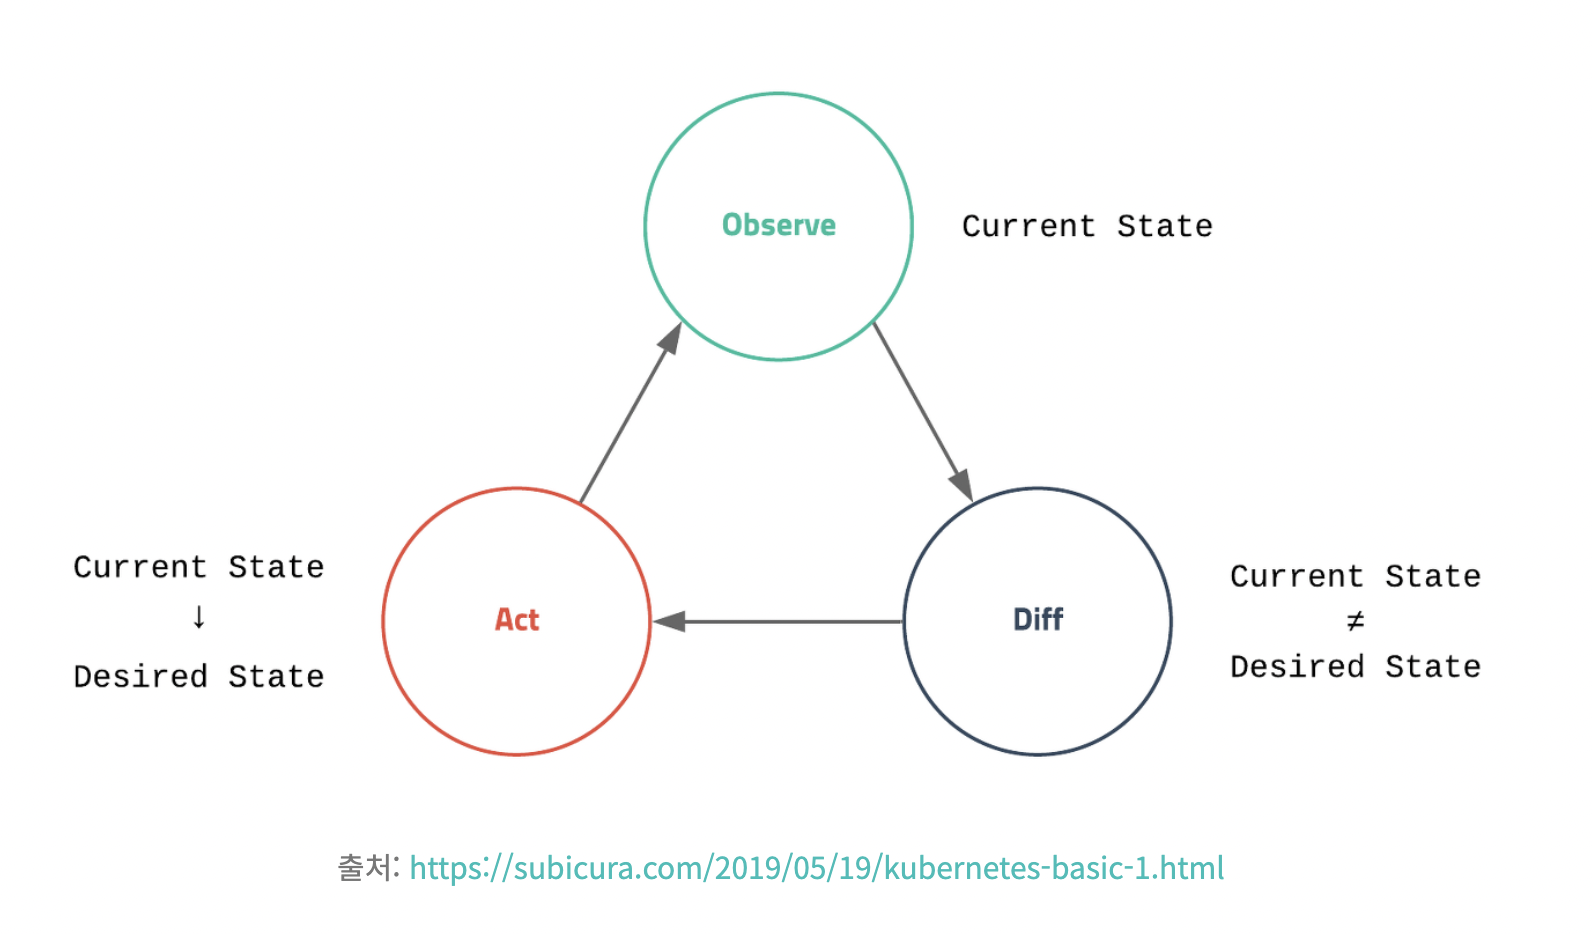 Observe
Current State
Diff
Current State
≠
Desired State
Act
Current State
↓
Desired State
출처: https://subicura.com/2019/05/19/kubernetes-basic-1.html